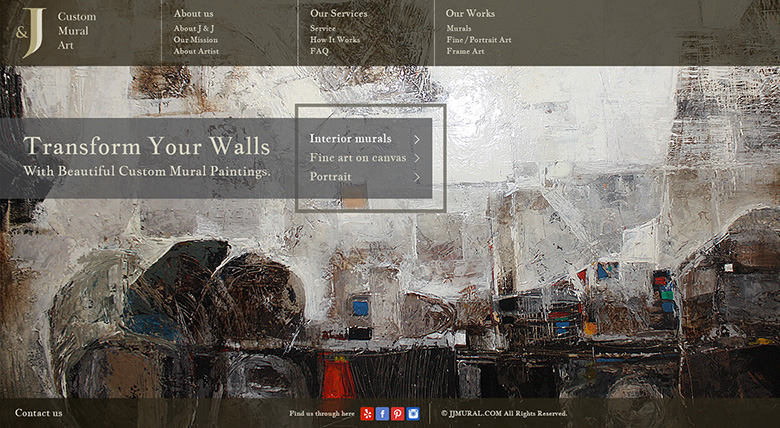 &J
Custom
Mural
Art
About us
About J & J
Our Mission
About Artist
Our Services
Service
How It Works
FAQ
Our Works
Murals
Fine / Portrait Art
Frame Art
Transform Your Walls
With Beautiful Custom Mural Paintings.
Interior murals
Fine art on canvas
Portrait
Contact us
Find us through here
© JJMURAL.COM All Rights Reserved.